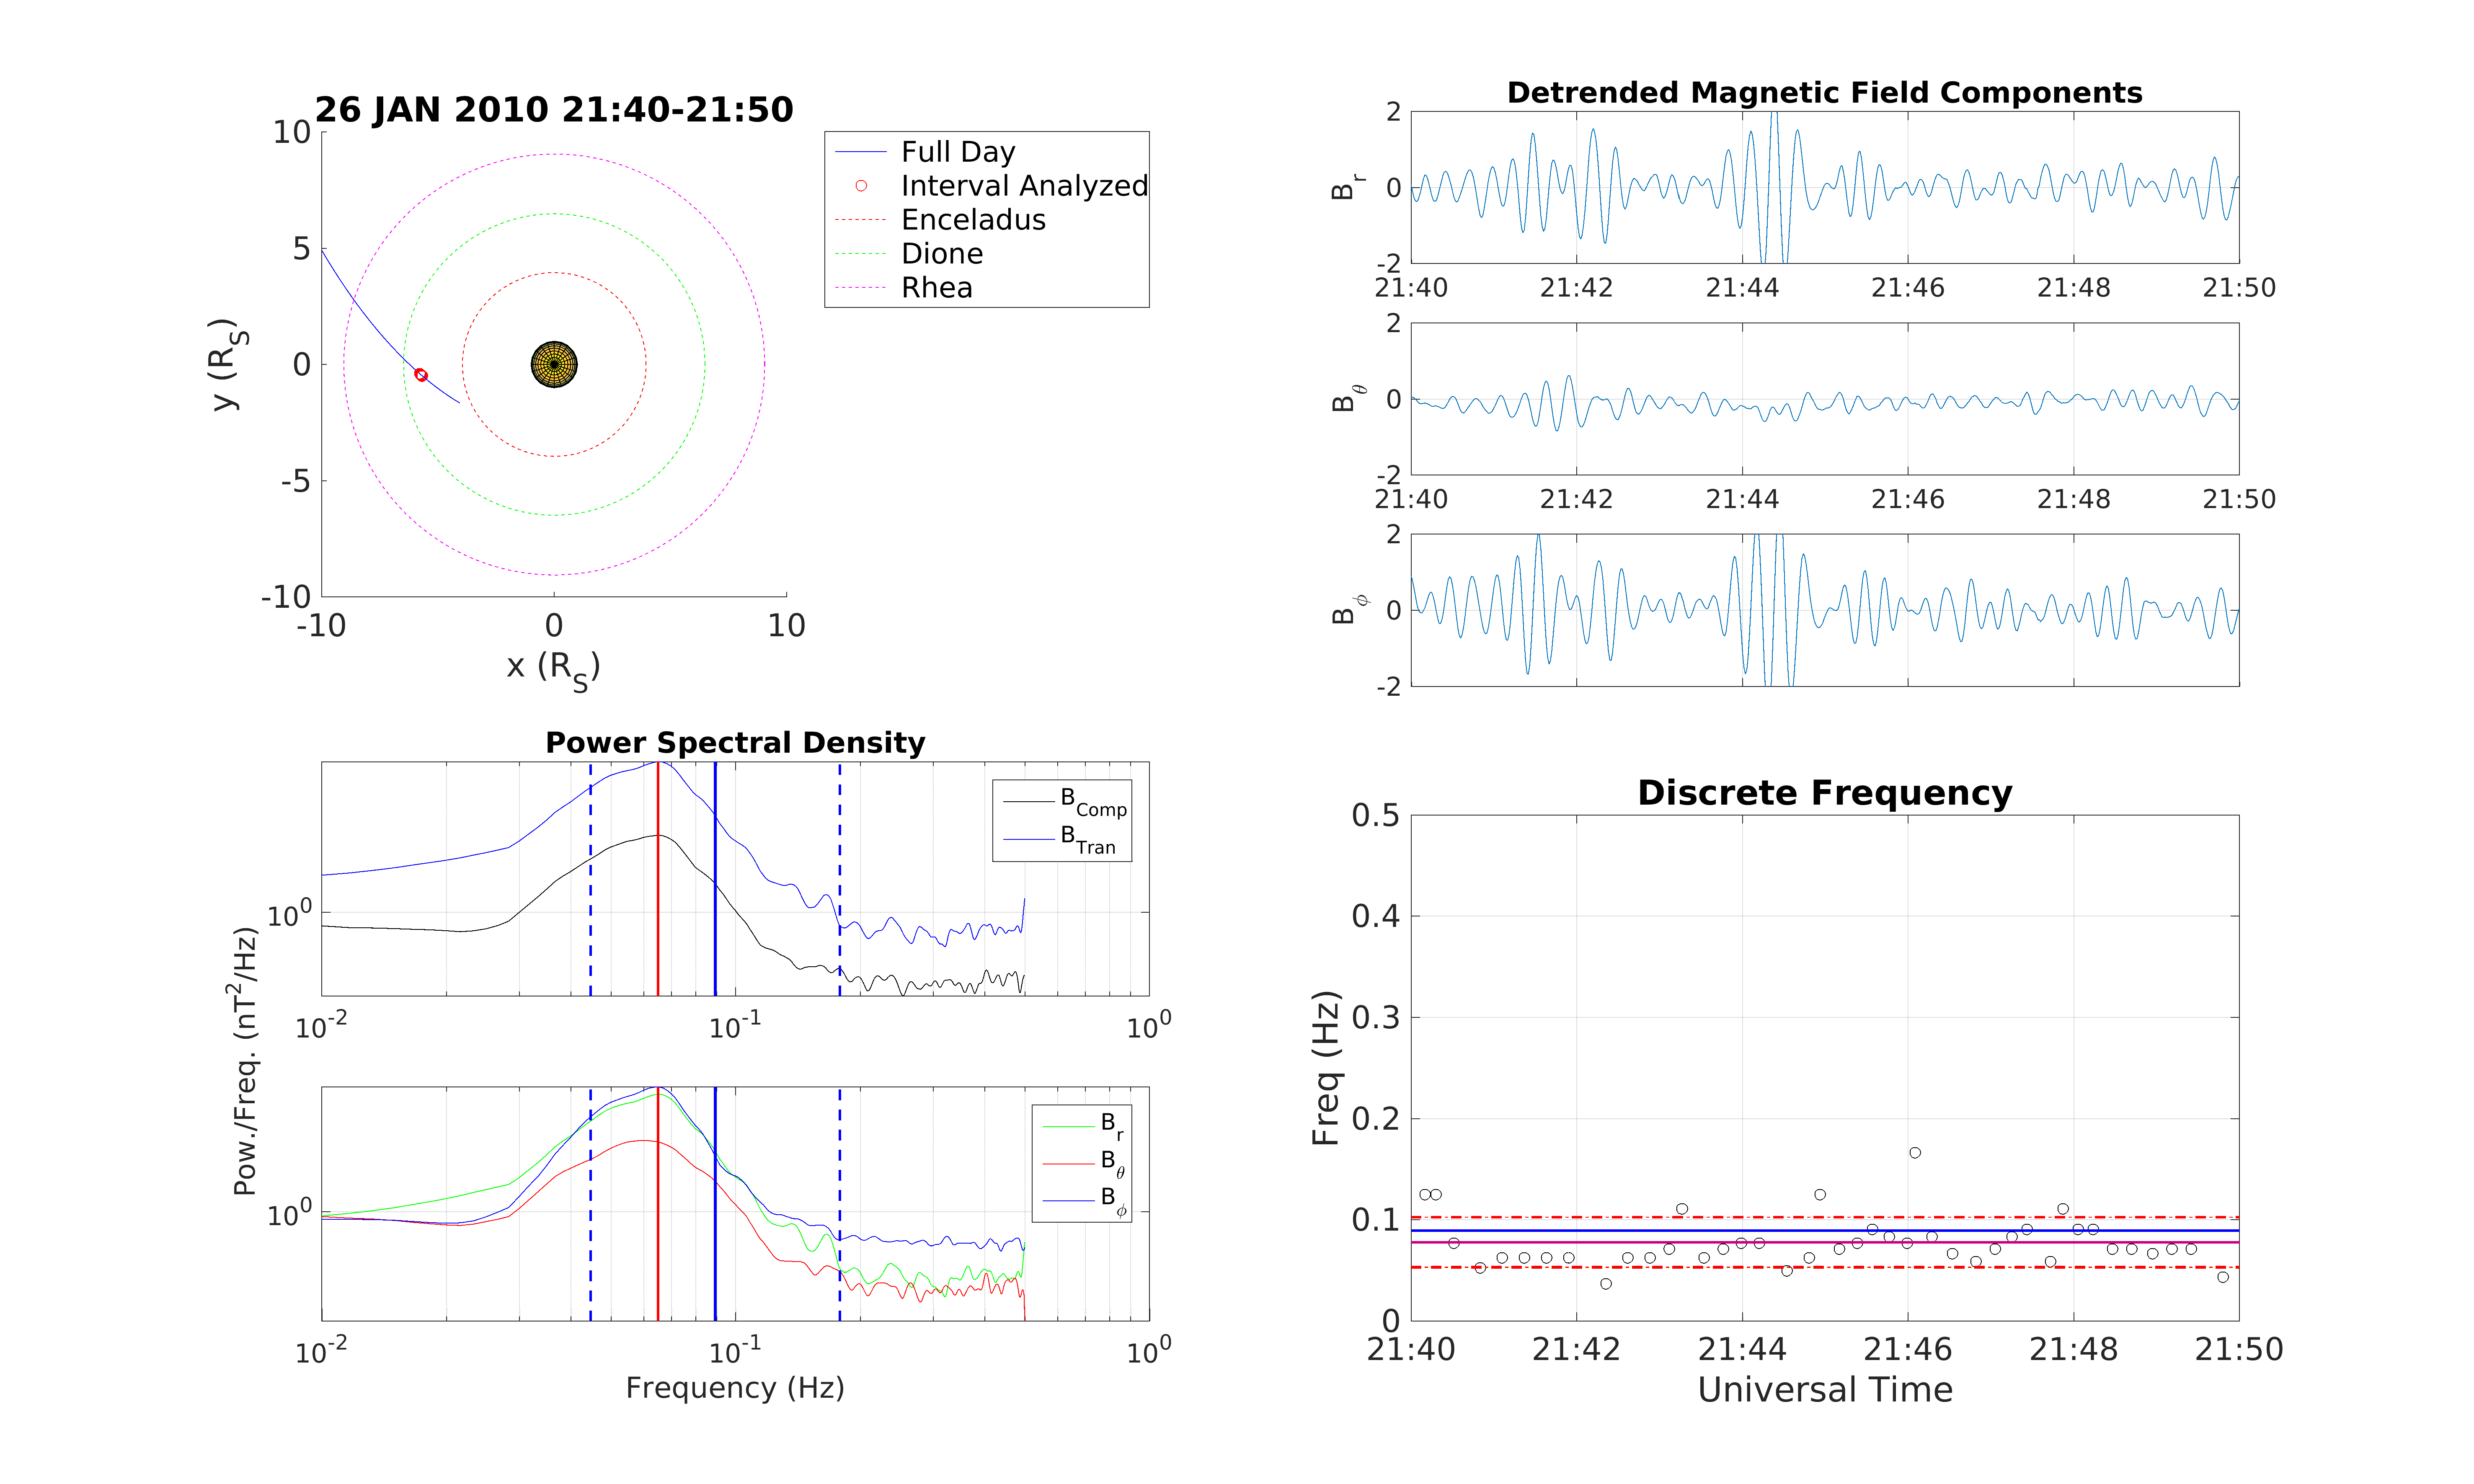 26 JAN 2010 21:40-21:50
10
5
0
-5
-10
y (R_S)
-10 0 10
x (R_S)
Full Day
Interval Analyzed
Enceladus
Dione
Rhea
Detrended Magnetic Field Components
2
0
-2
B_r
21:40 21:42 21:44 21:46 21:48 21:50
2
0
-2
B_θ
21:40 21:42 21:44 21:46 21:48 21:50
2
0
-2
B_ϕ
Power Spectral Density
B_Comp
B_Tran
10^0
10^-2 10^-1 10^0
Pow./Freq. (nT^2/Hz)
B_r
B_θ
B_ϕ
10^0
10^-2 10^-1 10^0
Frequency (Hz)
Discrete Frequency
0.5
0.4
0.3
0.2
0.1
0
Freq (Hz)
21:40 21:42 21:44 21:46 21:48 21:50
Universal Time